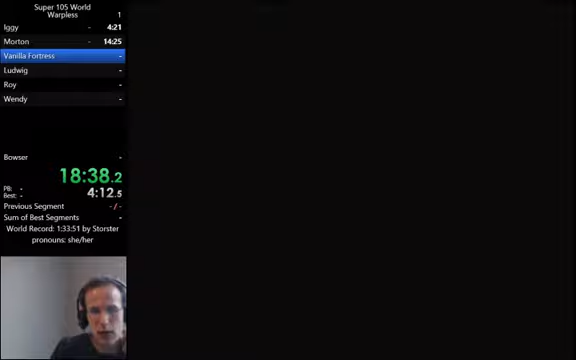 Super 105 World
Warpless 1
Iggy - 4:21
Morton - 14:25
Vanilla Fortress -
Ludwig -
Roy -
Wendy -
Bowser -
18:38.2
PB: -
Best: - 4:12.5
Previous Segment - / -
Sum of Best Segments -
World Record: 1:33:51 by Storster
pronouns: she/her